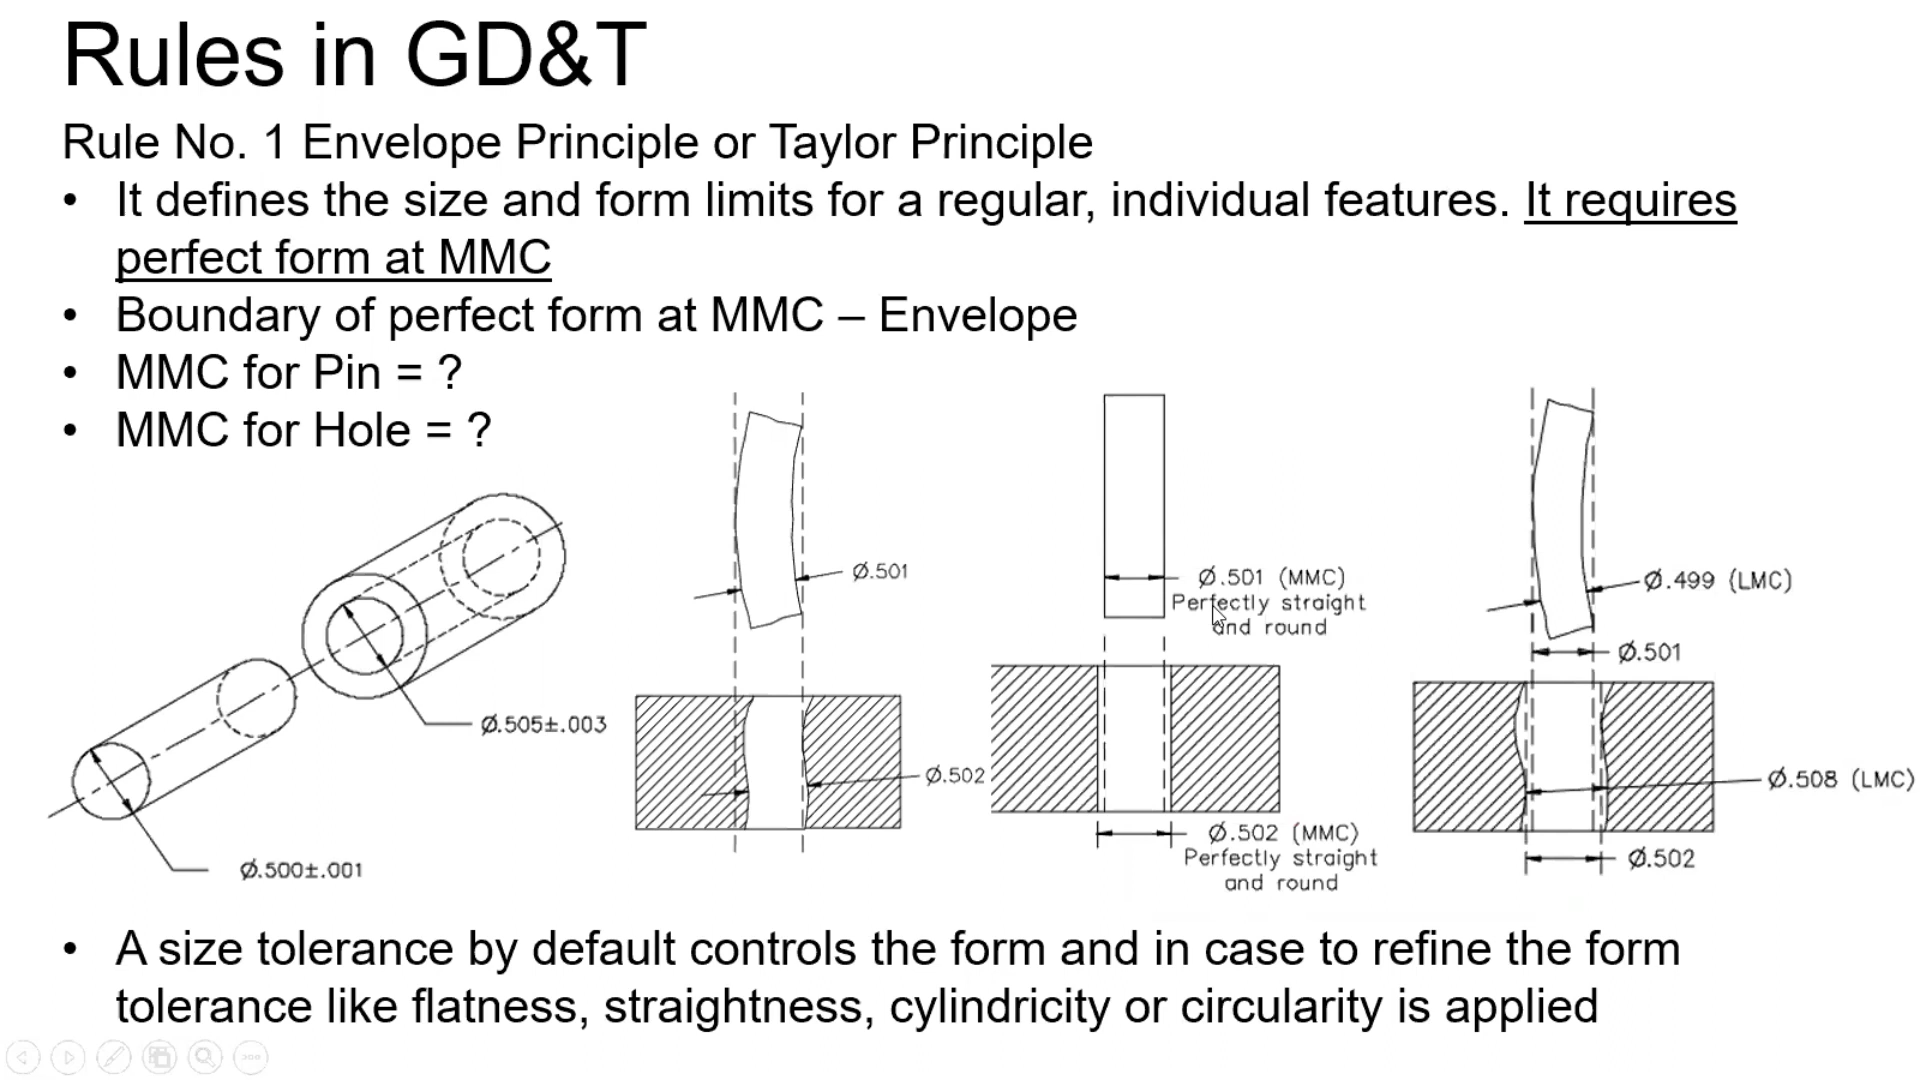 Rules in GD&T
Rule No. 1 Envelope Principle or Taylor Principle
• It defines the size and form limits for a regular, individual features. It requires
perfect form at MMC
• Boundary of perfect form at MMC – Envelope
• MMC for Pin = ?
• MMC for Hole = ?
Ø.505±.003
Ø.500±.001
Ø.501
Ø.502
Ø.501 (MMC)
Perfectly straight
and round
Ø.502 (MMC)
Perfectly straight
and round
Ø.499 (LMC)
Ø.501
Ø.508 (LMC)
Ø.502
• A size tolerance by default controls the form and in case to refine the form
tolerance like flatness, straightness, cylindricity or circularity is applied